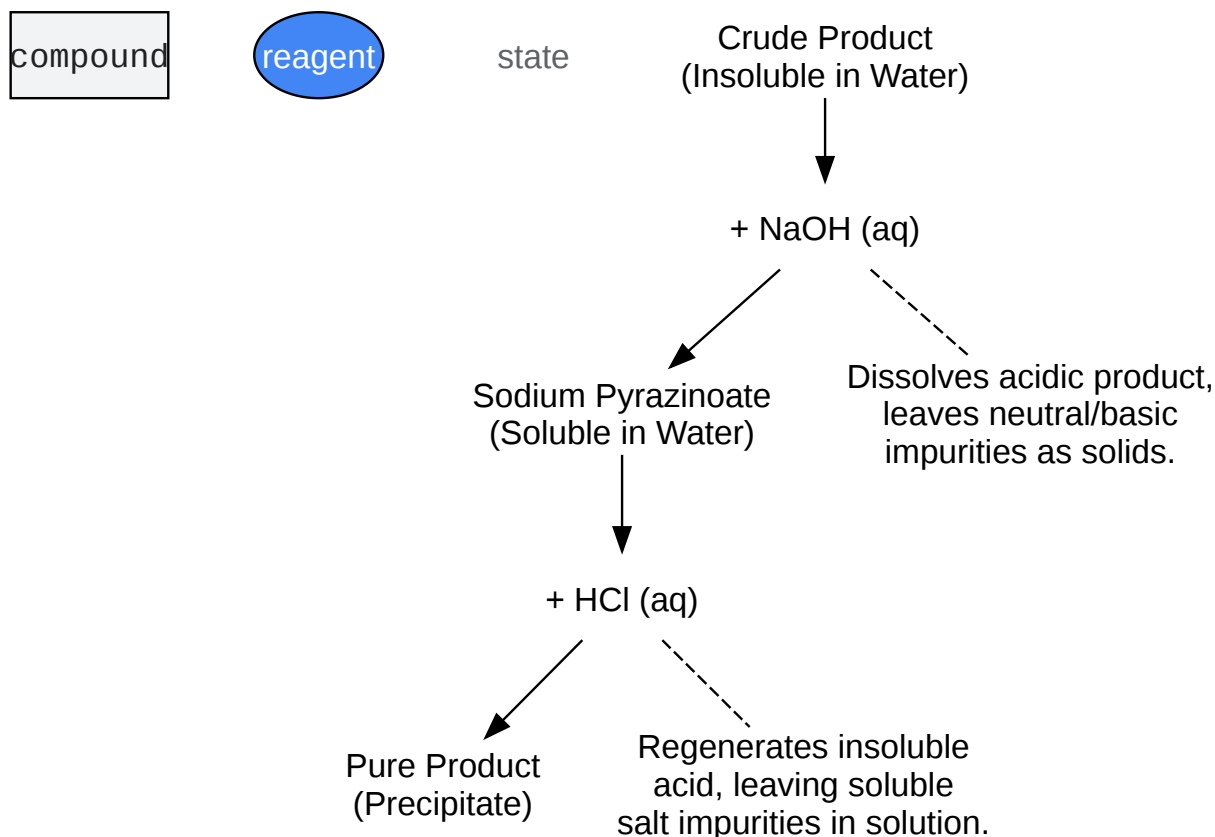 compound
reagent
state
Crude Product
(Insoluble in Water)
+ NaOH (aq)
Sodium Pyrazinoate
(Soluble in Water)
Dissolves acidic product,
leaves neutral/basic
impurities as solids.
+ HCl (aq)
Pure Product
(Precipitate)
Regenerates insoluble
acid, leaving soluble
salt impurities in solution.